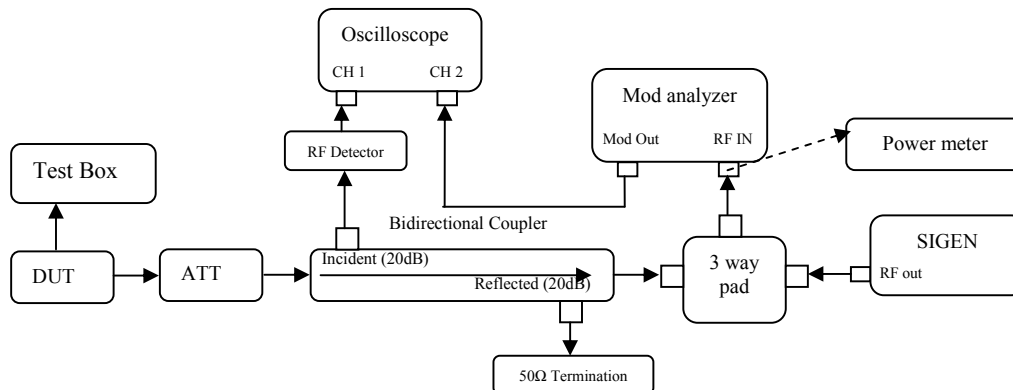 Oscilloscope
CH 1
CH 2
Mod analyzer
Mod Out
RF IN
Power meter
RF Detector
Test Box
Bidirectional Coupler
SIGEN
RF out
DUT
ATT
Incident (20dB)
Reflected (20dB)
3 way
pad
50Ω Termination